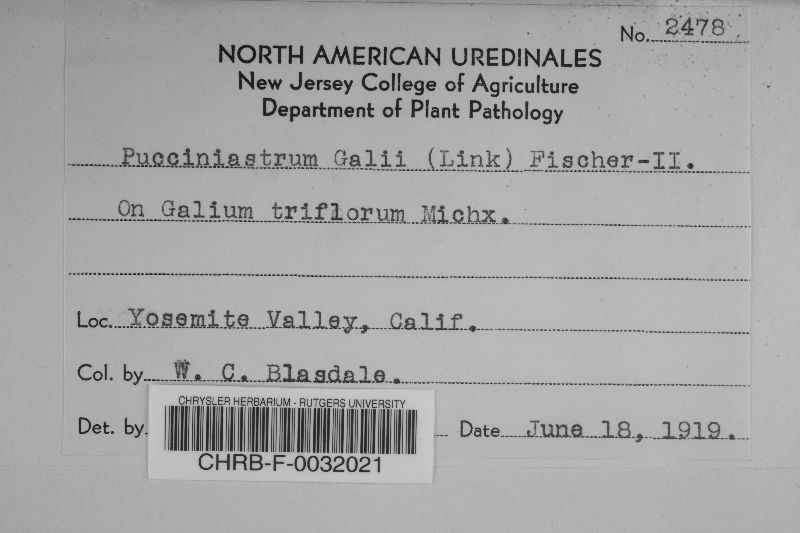 No. 2478
NORTH AMERICAN UREDINALES
New Jersey College of Agriculture
Department of Plant Pathology
Pucciniastrum Galii (Link) Fischer-II.
On Galium triflorum Michx.
Loc. Yosemite Valley, Calif.
Col. by W. C. Blasdale.
Det. by
Date June 18, 1919.
CHRYSLER HERBARIUM - RUTGERS UNIVERSITY
CHRB-F-0032021